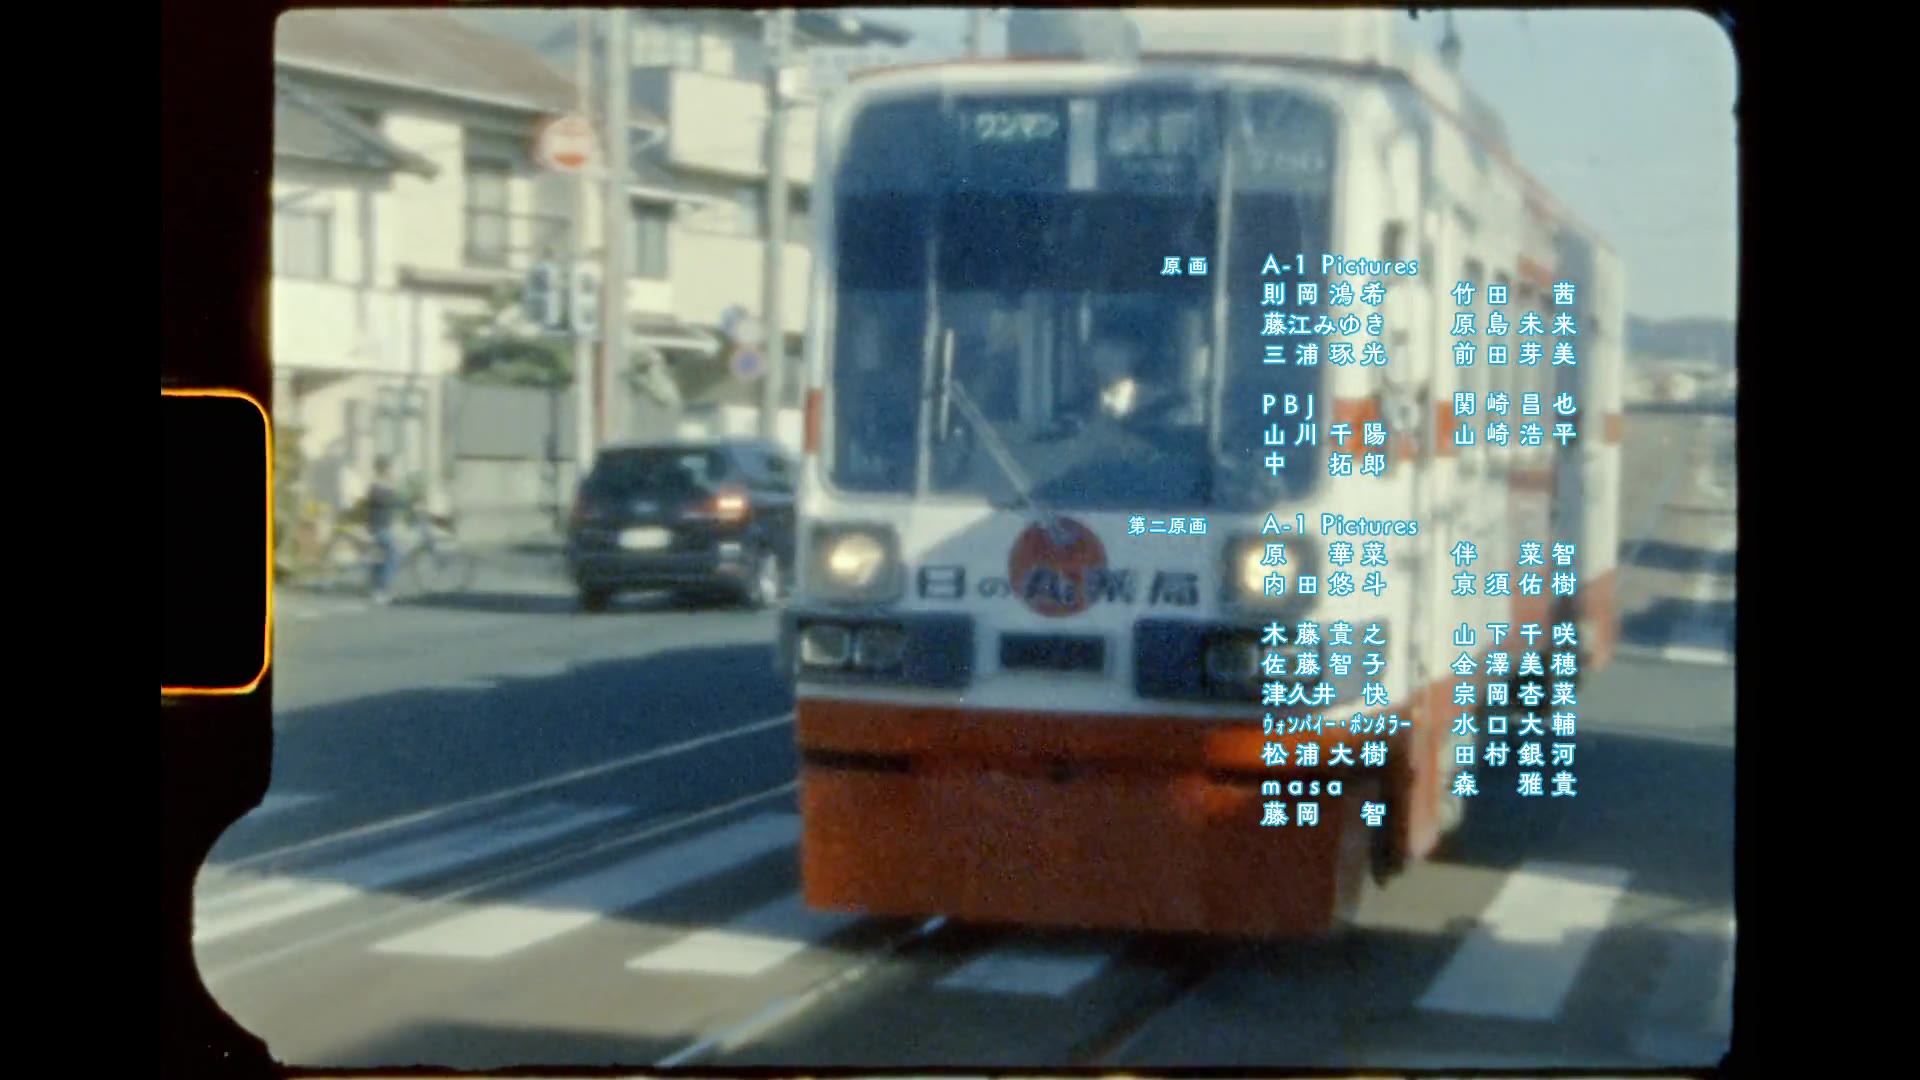 ワンマン
日の丸薬局
原画 A-1 Pictures
則岡鴻希 竹田 茜
藤江みゆき 原島未来
三浦琢光 前田芽美
PBJ 関崎昌也
山川千陽 山崎浩平
中 拓郎
第二原画 A-1 Pictures
原 華菜 伴 菜智
内田悠斗 京須佑樹
木藤貴之 山下千咲
佐藤智子 金澤美穂
津久井 快 宗岡杏菜
ウォンパイー・ポンタラー 水口大輔
松浦大樹 田村銀河
masa 森 雅貴
藤岡 智